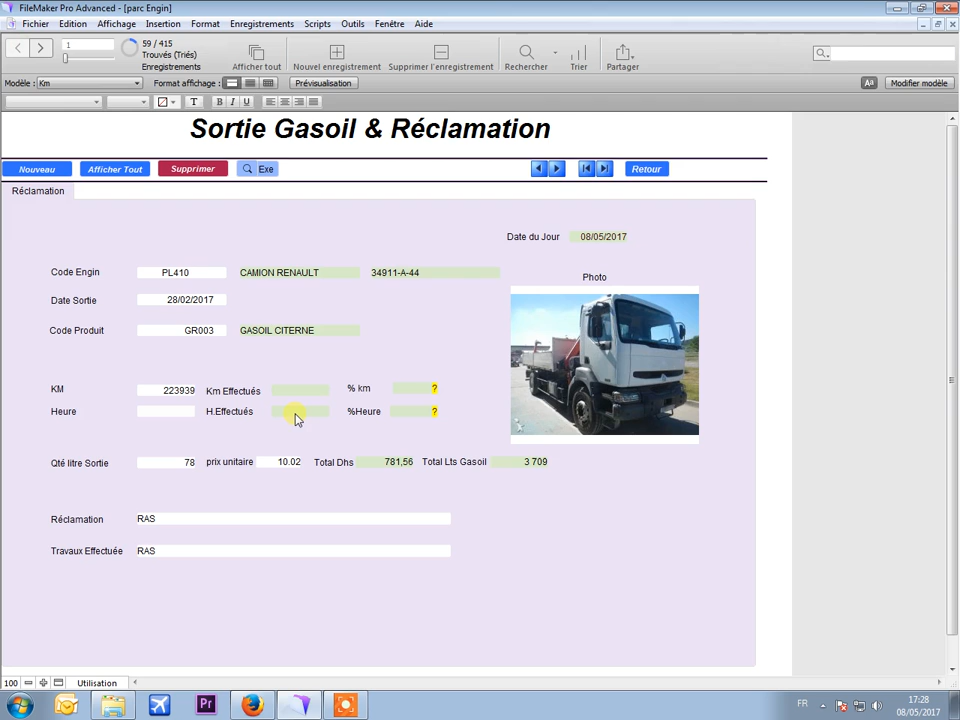 FileMaker Pro Advanced - [parc Engin]
Fichier Edition Affichage Insertion Format Enregistrements Scripts Outils Fenêtre Aide
1
59 / 415
Trouvés (Triés)
Enregistrements
Afficher tout
Nouvel enregistrement
Supprimer l'enregistrement
Rechercher
Trier
Partager
Modèle : Km
Format affichage :
Prévisualisation
Aa
Modifier modèle
T B I U
Sortie Gasoil & Réclamation
Nouveau Afficher Tout Supprimer Exe Retour
Réclamation
Date du Jour 08/05/2017
Code Engin PL410 CAMION RENAULT 34911-A-44
Photo
Date Sortie 28/02/2017
Code Produit GR003 GASOIL CITERNE
KM 223939 Km Effectués % km ?
Heure H.Effectués %Heure ?
Qté litre Sortie 78 prix unitaire 10.02 Total Dhs 781,56 Total Lts Gasoil 3 709
Réclamation RAS
Travaux Effectuée RAS
100 Utilisation
Pr
FR
17:28
08/05/2017